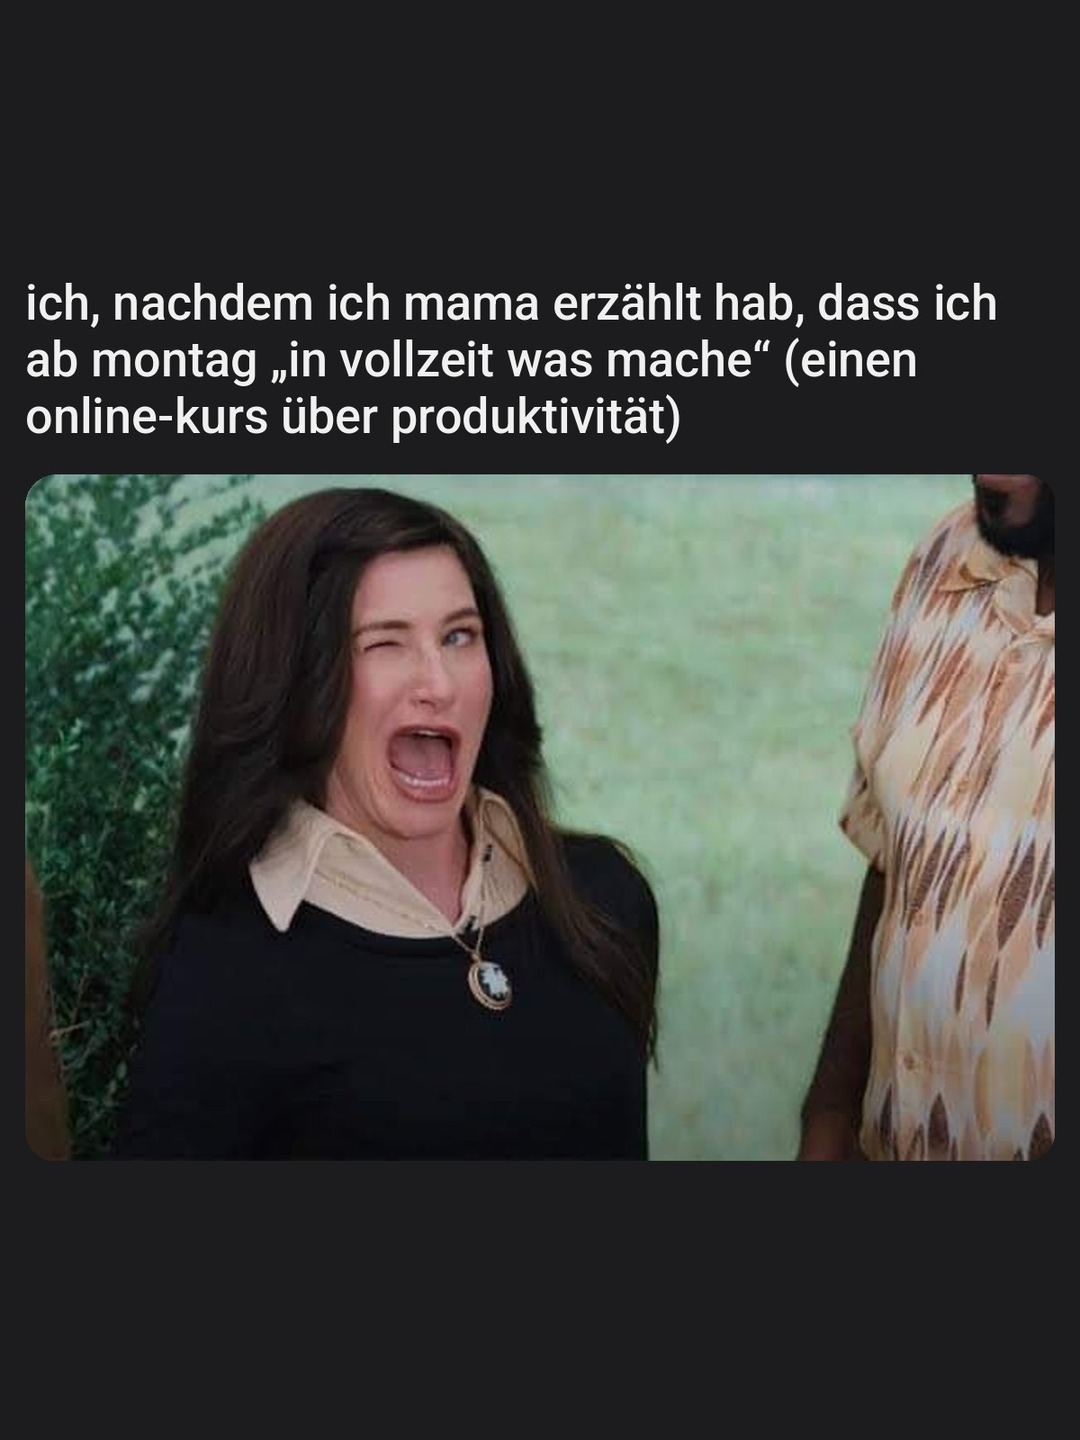 ich, nachdem ich mama erzählt hab, dass ich
ab montag „in vollzeit was mache“ (einen
online-kurs über produktivität)